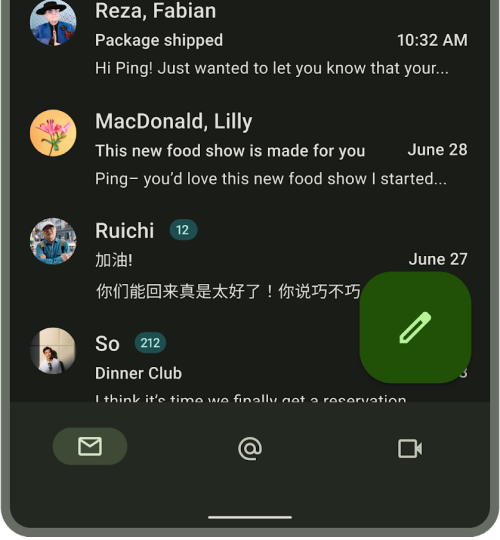 Reza, Fabian
Package shipped
10:32 AM
Hi Ping! Just wanted to let you know that your...
MacDonald, Lilly
This new food show is made for you
June 28
Ping– you’d love this new food show I started...
Ruichi 12
加油!
June 27
你们能回来真是太好了！你说巧不巧
So 212
Dinner Club
I think it’s time we finally get a reservation